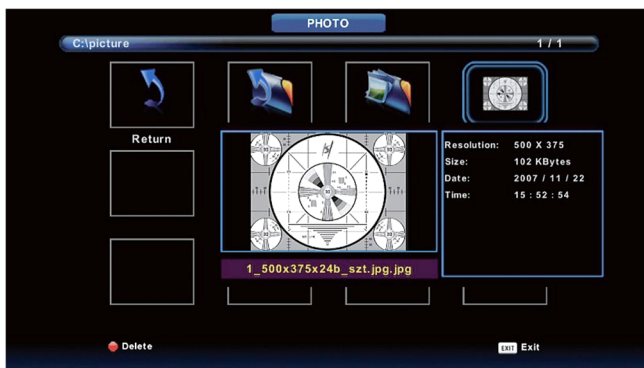 PHOTO
C:\picture 1 / 1
Return
Resolution: 500 X 375
Size: 102 KBytes
Date: 2007 / 11 / 22
Time: 15 : 52 : 54
1_500x375x24b_szt.jpg.jpg
Delete
EXIT Exit